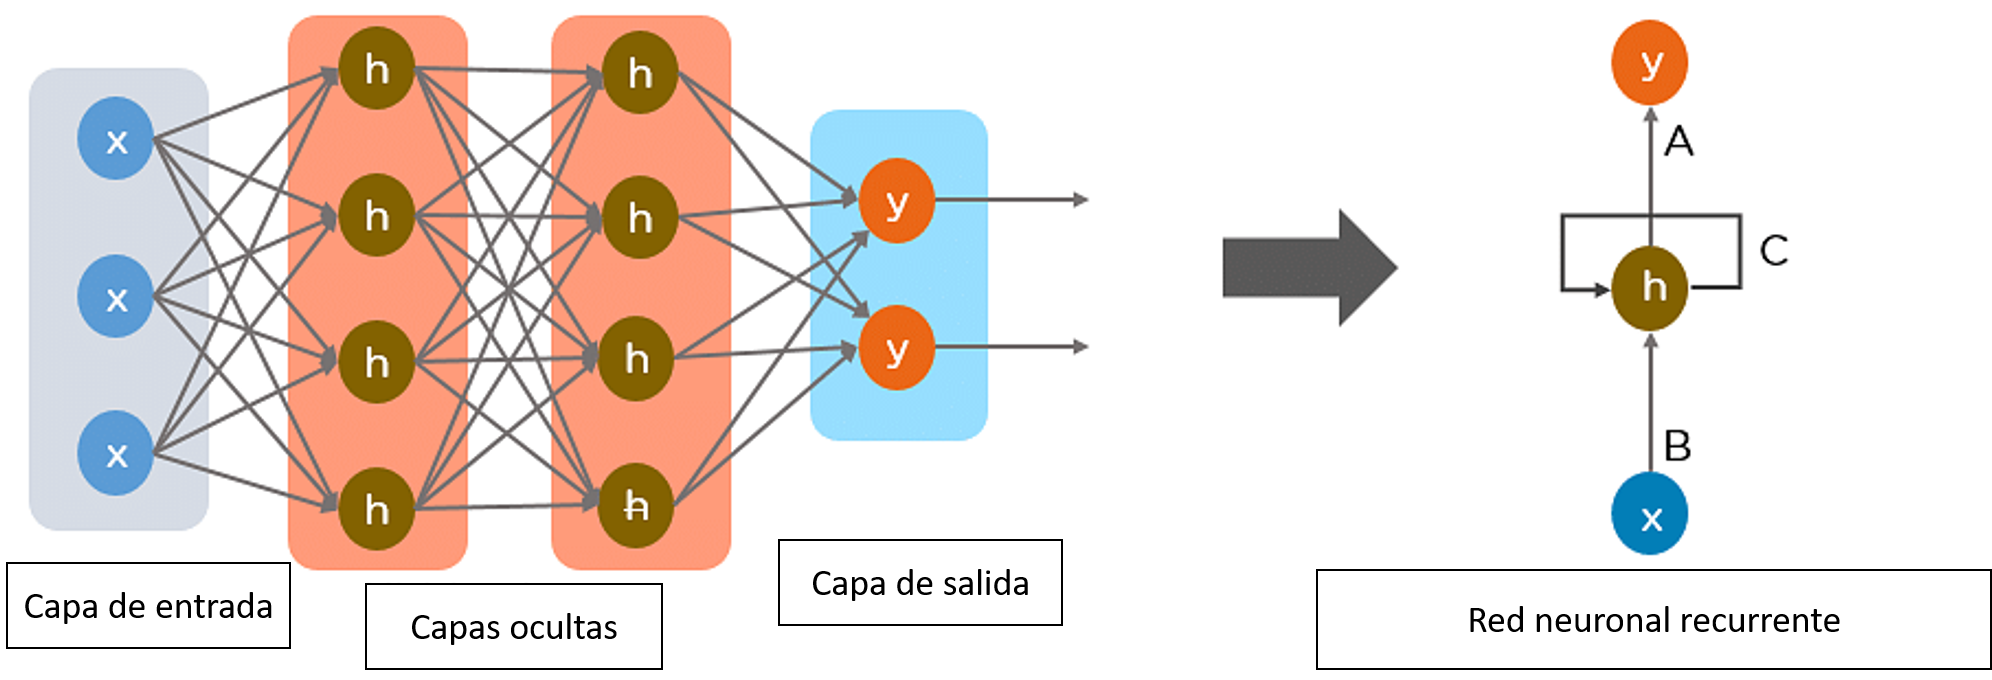 x
x
x
h
h
h
h
h
h
h
h
y
y
Capa de entrada
Capas ocultas
Capa de salida
y
A
C
h
B
x
Red neuronal recurrente